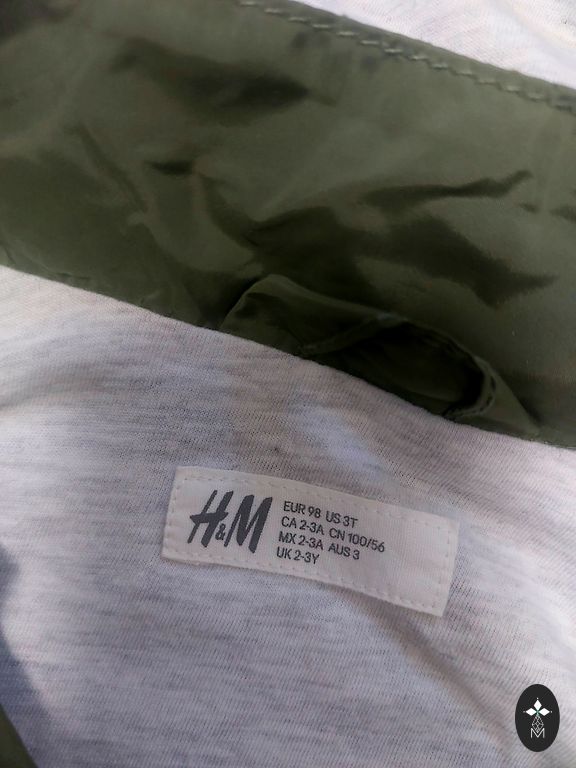 H&M
EUR 98 US 3T
CA 2-3A CN 100/56
MX 2-3A AUS 3
UK 2-3Y
M